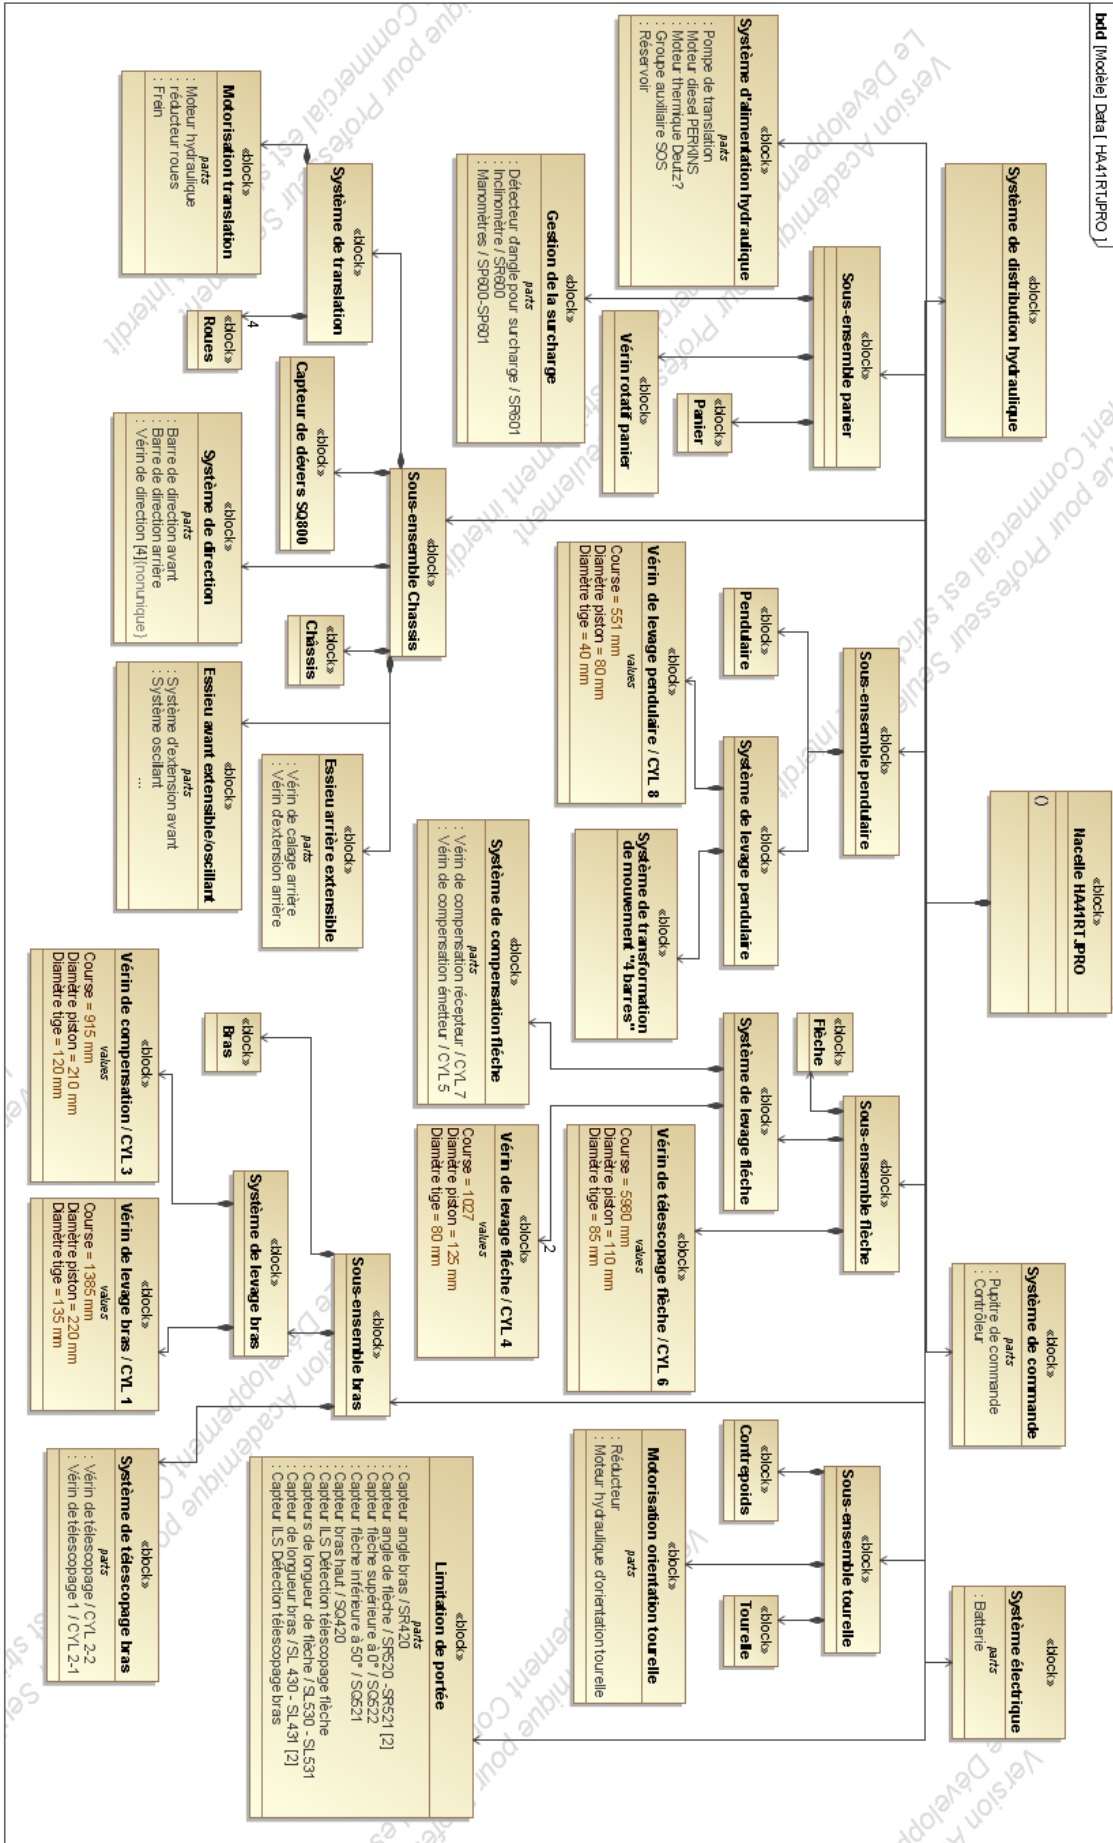 bdd [Modèle] Data [ HA41RTJPRO ]
«block»
Nacelle HA41RTJPRO
()
«block»
Système de distribution hydraulique
«block»
Système de commande
parts
: Pupitre de commande
: Contrôleur
«block»
Système électrique
parts
: Batterie
«block»
Système d'alimentation hydraulique
parts
: Pompe de translation
: Moteur diesel PERKINS
: Moteur thermique Deutz?
: Groupe auxiliaire SOS
: Réservoir
«block»
Sous-ensemble panier
«block»
Sous-ensemble pendulaire
«block»
Sous-ensemble flèche
«block»
Sous-ensemble tourelle
«block»
Gestion de la surcharge
parts
: Détecteur d'angle pour surcharge / SR601
: Inclinomètre / SR600
: Manomètres / SP600-SP601
«block»
Vérin rotatif panier
«block»
Panier
«block»
Pendulaire
«block»
Système de levage pendulaire
«block»
Flèche
«block»
Système de levage flèche
«block»
Contrepoids
«block»
Motorisation orientation tourelle
parts
: Réducteur
: Moteur hydraulique d'orientation tourelle
«block»
Tourelle
«block»
Vérin de levage pendulaire / CYL 8
values
Course = 551 mm
Diamètre piston = 80 mm
Diamètre tige = 40 mm
«block»
Système de transformation
de mouvement "4 barres"
«block»
Vérin de télescopage flèche / CYL 6
values
Course = 5980 mm
Diamètre piston = 110 mm
Diamètre tige = 85 mm
«block»
Système de compensation flèche
parts
: Vérin de compensation récepteur / CYL 7
: Vérin de compensation émetteur / CYL 5
2
«block»
Vérin de levage flèche / CYL 4
values
Course = 1027
Diamètre piston = 125 mm
Diamètre tige = 80 mm
«block»
Sous-ensemble Chassis
«block»
Sous-ensemble bras
«block»
Limitation de portée
parts
: Capteur angle bras / SR420
: Capteur angle de flèche / SR520 -SR521 [2]
: Capteur flèche supérieure à 0° / SQ522
: Capteur flèche inférieure à 50° / SQ521
: Capteur bras haut / SQ420
: Capteur ILS Détection télescopage flèche
: Capteurs de longueur de flèche / SL530 - SL531
: Capteur de longueur bras / SL 430 - SL431 [2]
: Capteur ILS Détection télescopage bras
«block»
Système de translation
«block»
Capteur de dévers SQ800
«block»
Système de direction
parts
: Barre de direction avant
: Barre de direction arrière
: Vérin de direction [4]{nonunique}
«block»
Châssis
«block»
Essieu arrière extensible
parts
: Vérin de calage arrière
: Vérin d'extension arrière
«block»
Essieu avant extensible/oscillant
parts
: Système d'extension avant
: Système oscillant
...
«block»
Motorisation translation
parts
: Moteur hydraulique
: réducteur roues
: Frein
4
«block»
Roues
«block»
Bras
«block»
Système de levage bras
«block»
Vérin de compensation / CYL 3
values
Course = 915 mm
Diamètre piston = 210 mm
Diamètre tige = 120 mm
«block»
Vérin de levage bras / CYL 1
values
Course = 1385 mm
Diamètre piston = 220 mm
Diamètre tige = 135 mm
«block»
Système de télescopage bras
parts
: Vérin de télescopage / CYL 2-2
: Vérin de télescopage 1 / CYL 2-1